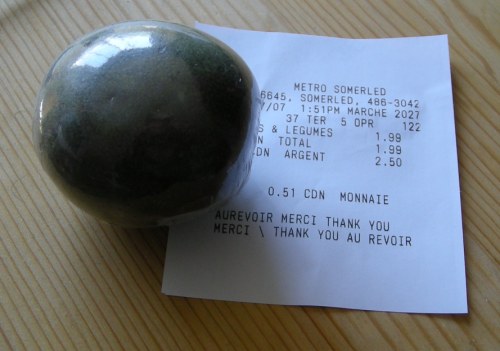 METRO SOMERLED
6645, SOMERLED, 486-3042
/07 1:51PM MARCHE 2027
37 TER 5 OPR 122
& LEGUMES 1.99
TOTAL 1.99
ARGENT 2.50
0.51 CDN MONNAIE
AUREVOIR MERCI THANK YOU
MERCI \ THANK YOU AU REVOIR